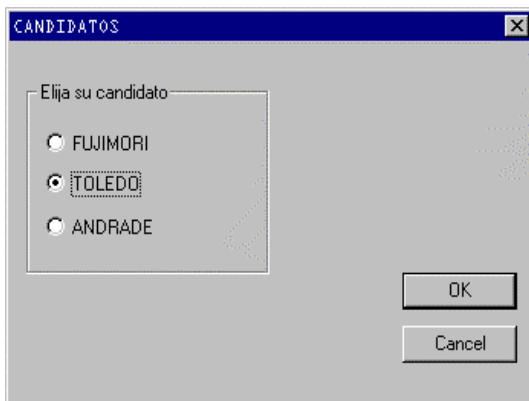 CANDIDATOS
Elija su candidato
FUJIMORI
TOLEDO
ANDRADE
OK
Cancel